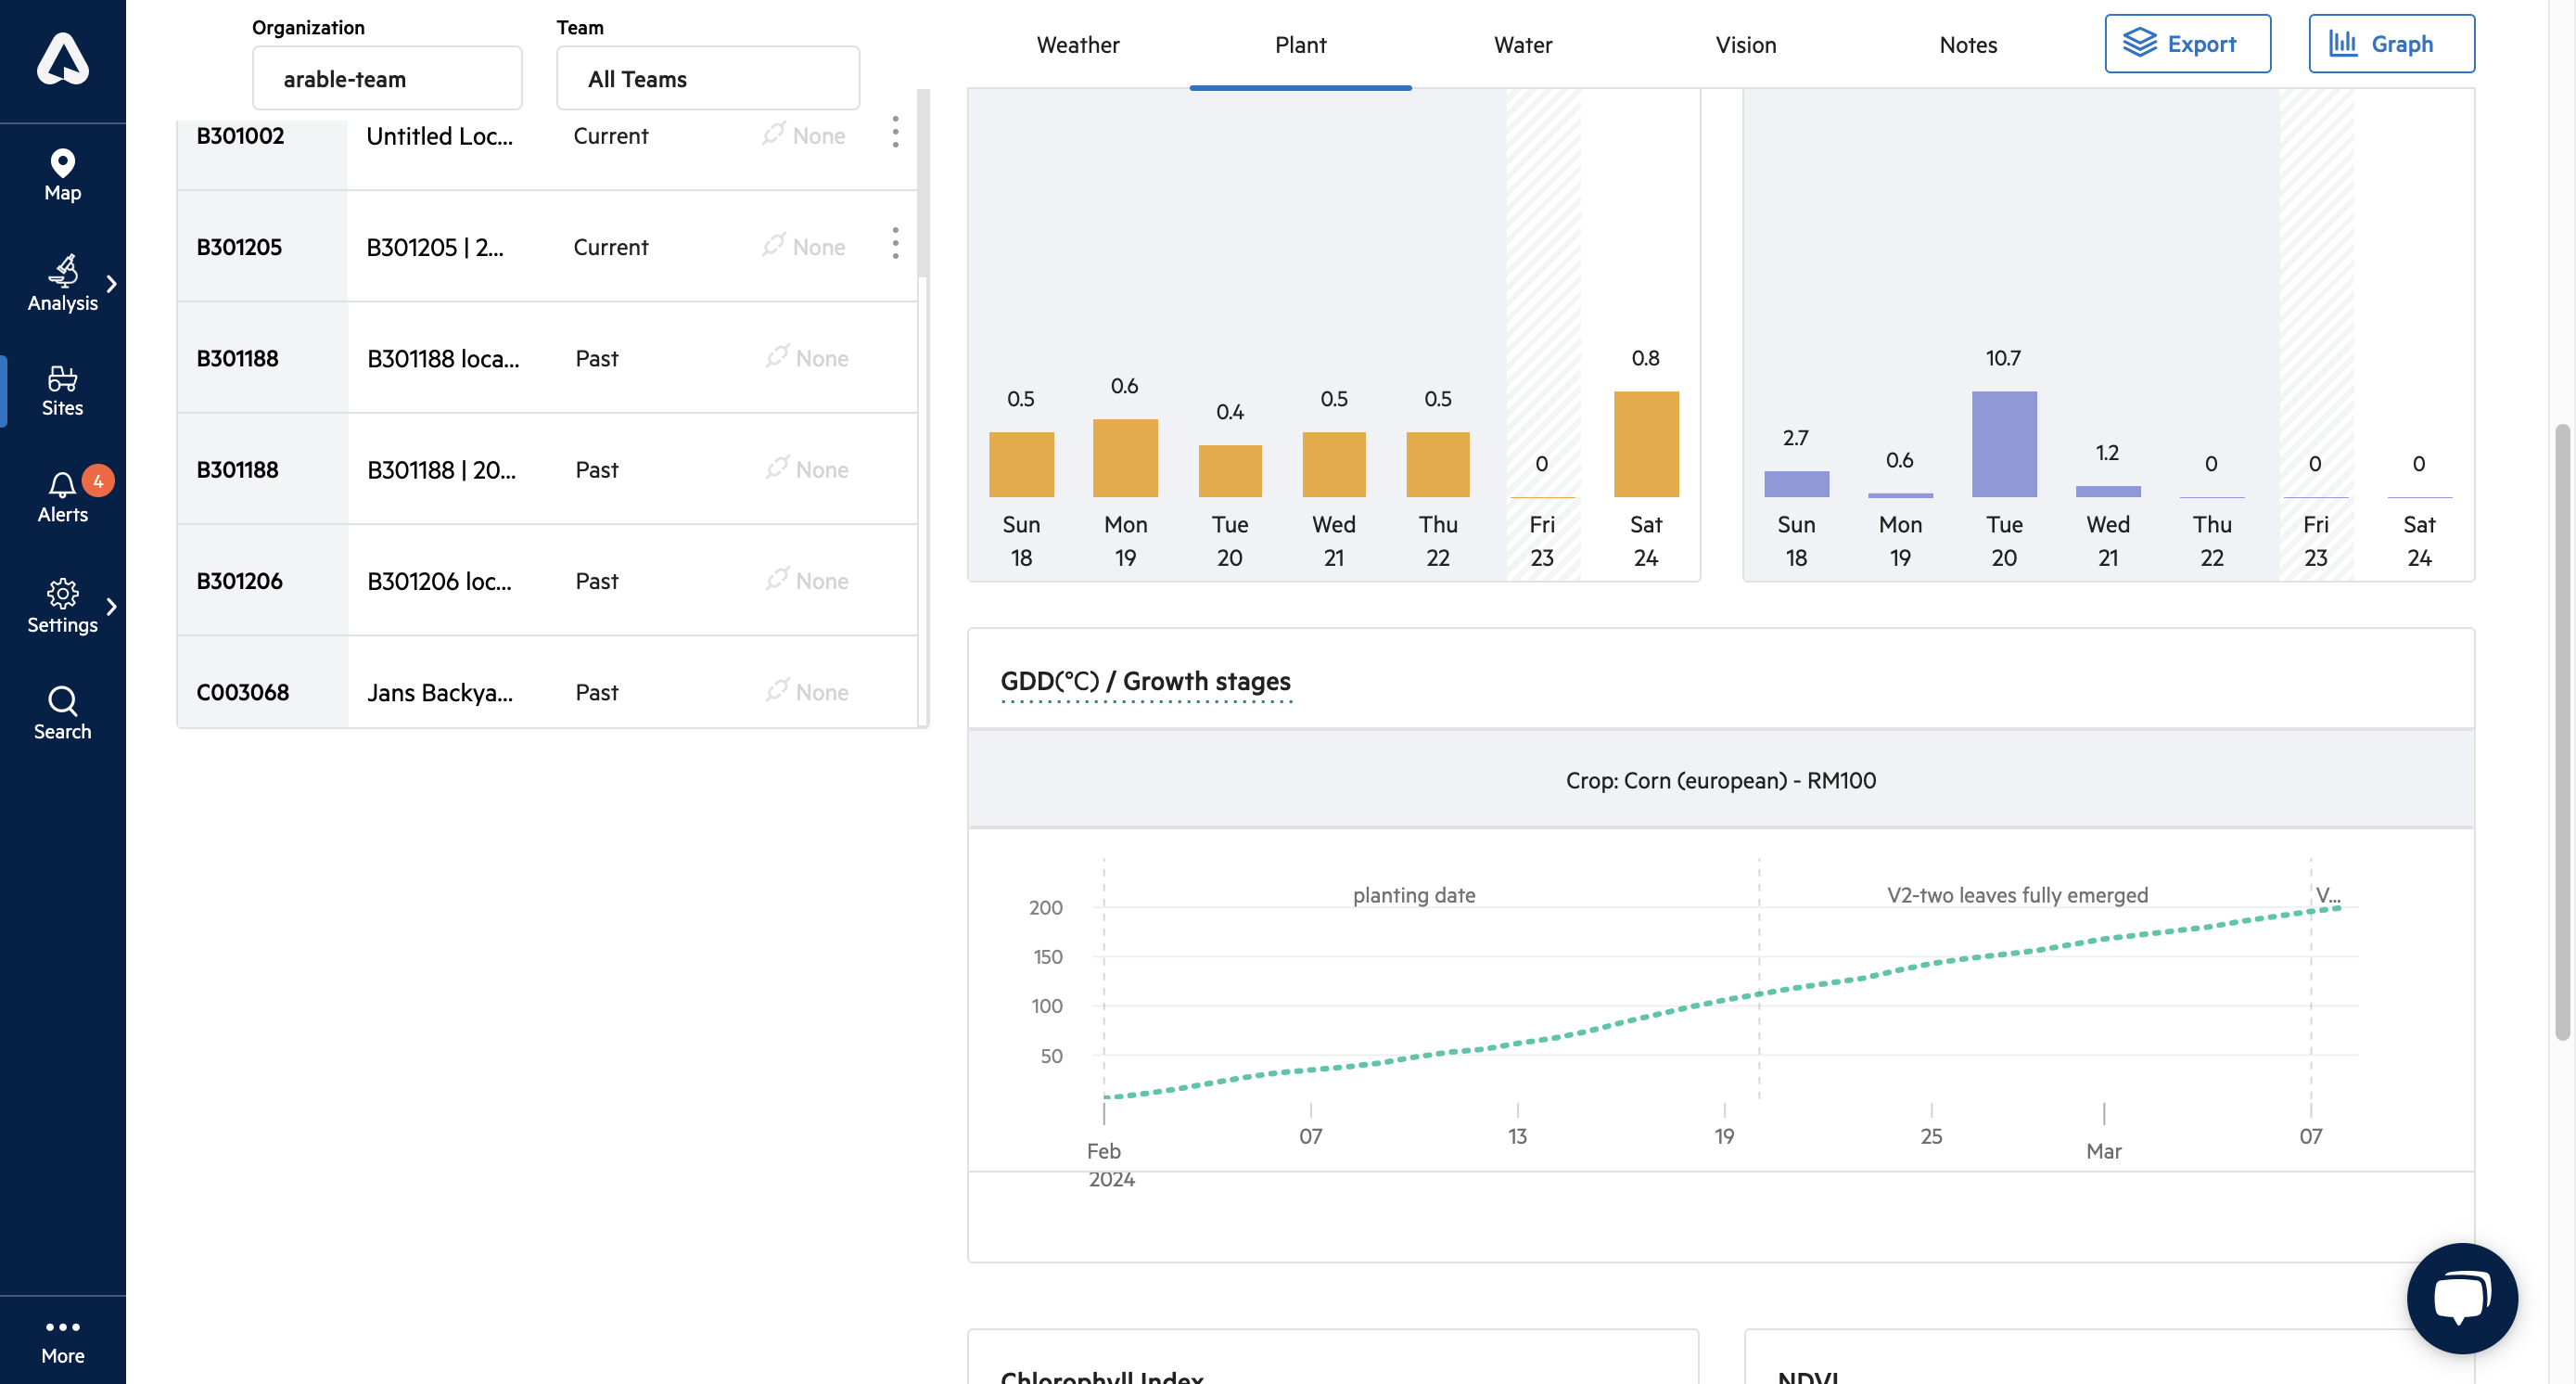 Organization
Team
arable-team
All Teams
Weather
Plant
Water
Vision
Notes
Export
Graph
Map
Analysis
Sites
4
Alerts
Settings
Search
More
B301002 Untitled Loc... Current None
B301205 B301205 | 2... Current None
B301188 B301188 loca... Past None
B301188 B301188 | 20... Past None
B301206 B301206 loc... Past None
C003068 Jans Backya... Past None
0.5 0.6 0.4 0.5 0.5 0 0.8
Sun Mon Tue Wed Thu Fri Sat
18 19 20 21 22 23 24
2.7 0.6 10.7 1.2 0 0 0
Sun Mon Tue Wed Thu Fri Sat
18 19 20 21 22 23 24
GDD(°C) / Growth stages
Crop: Corn (european) - RM100
planting date
V2-two leaves fully emerged
V...
200
150
100
50
07 13 19 25 07
Feb Mar
2024
Chlorophyll Index
NDVI